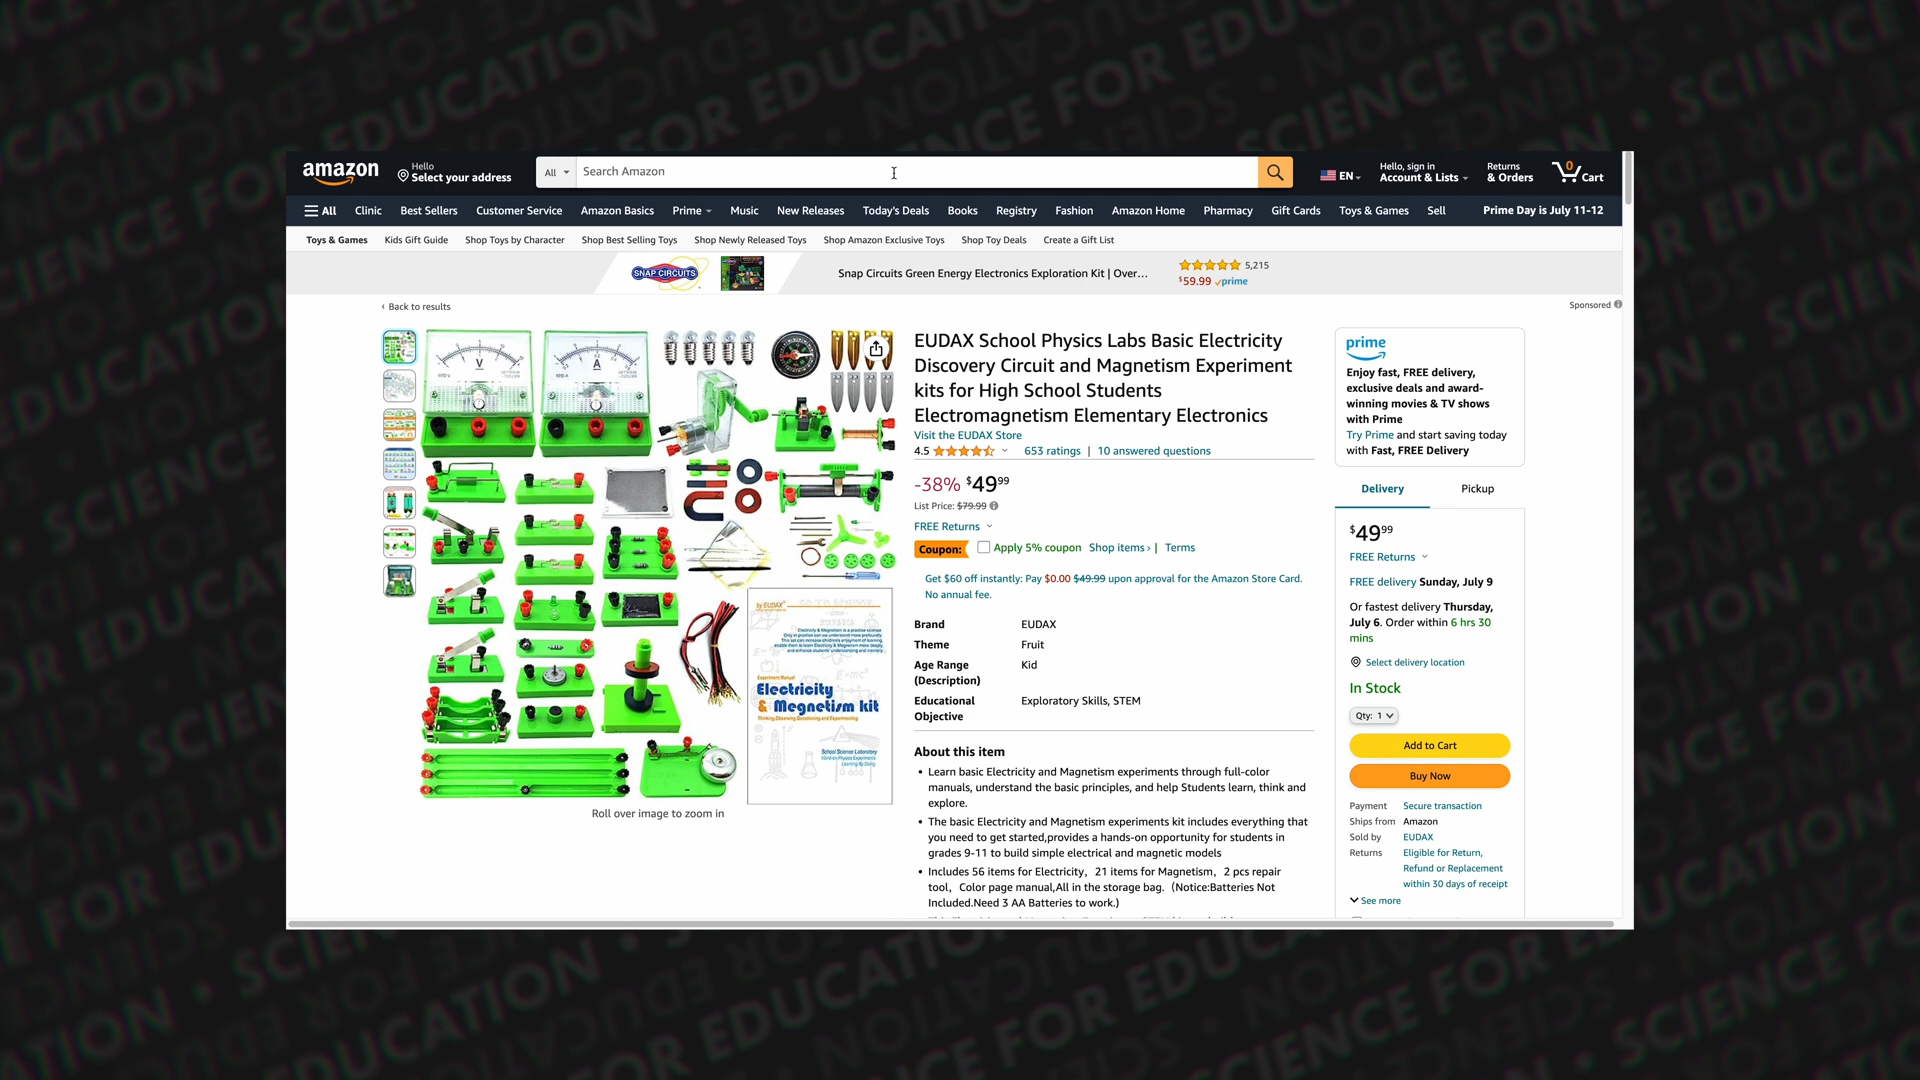 SCIENCE FOR EDUCATION
amazon
Hello
Select your address
All
Search Amazon
EN
Hello, sign in
Account & Lists
Returns
& Orders
0
Cart
All
Clinic
Best Sellers
Customer Service
Amazon Basics
Prime
Music
New Releases
Today's Deals
Books
Registry
Fashion
Amazon Home
Pharmacy
Gift Cards
Toys & Games
Sell
Prime Day is July 11-12
Toys & Games
Kids Gift Guide
Shop Toys by Character
Shop Best Selling Toys
Shop Newly Released Toys
Shop Amazon Exclusive Toys
Shop Toy Deals
Create a Gift List
SNAP CIRCUITS
Snap Circuits Green Energy Electronics Exploration Kit | Over...
5,215
$59.99 prime
‹ Back to results
Sponsored
V
A
by EUDAX
Experiment Manual
Electricity
& Megnetism kit
Thinking,Observing,Questioning and Experimenting
School Science Laboratory
Hand on Physics Experiments
Learning By Doing
Roll over image to zoom in
EUDAX School Physics Labs Basic Electricity
Discovery Circuit and Magnetism Experiment
kits for High School Students
Electromagnetism Elementary Electronics
Visit the EUDAX Store
4.5
653 ratings | 10 answered questions
-38% $49 99
List Price: $79.99
FREE Returns
Coupon: Apply 5% coupon Shop items › | Terms
Get $60 off instantly: Pay $0.00 $49.99 upon approval for the Amazon Store Card.
No annual fee.
Brand EUDAX
Theme Fruit
Age Range Kid
(Description)
Educational Exploratory Skills, STEM
Objective
About this item
• Learn basic Electricity and Magnetism experiments through full-color
manuals, understand the basic principles, and help Students learn, think and
explore.
• The basic Electricity and Magnetism experiments kit includes everything that
you need to get started,provides a hands-on opportunity for students in
grades 9-11 to build simple electrical and magnetic models
• Includes 56 items for Electricity，21 items for Magnetism，2 pcs repair
tool，Color page manual,All in the storage bag.（Notice:Batteries Not
Included.Need 3 AA Batteries to work.)
prime
Enjoy fast, FREE delivery,
exclusive deals and award-
winning movies & TV shows
with Prime
Try Prime and start saving today
with Fast, FREE Delivery
Delivery
Pickup
$49 99
FREE Returns
FREE delivery Sunday, July 9
Or fastest delivery Thursday,
July 6. Order within 6 hrs 30
mins
Select delivery location
In Stock
Qty: 1
Add to Cart
Buy Now
Payment Secure transaction
Ships from Amazon
Sold by EUDAX
Returns Eligible for Return,
Refund or Replacement
within 30 days of receipt
See more